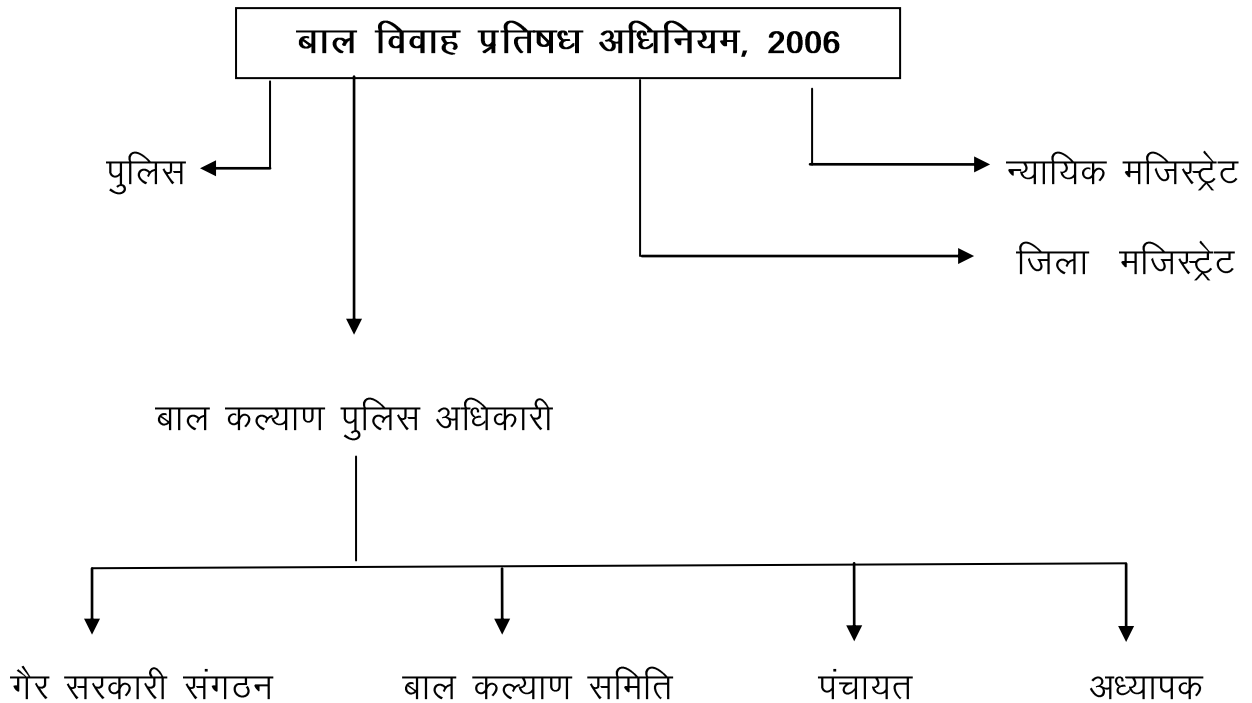 बाल विवाह प्रतिषध अधिनियम, 2006
पुलिस
न्यायिक मजिस्ट्रेट
जिला मजिस्ट्रेट
बाल कल्याण पुलिस अधिकारी
गैर सरकारी संगठन
बाल कल्याण समिति
पंचायत
अध्यापक